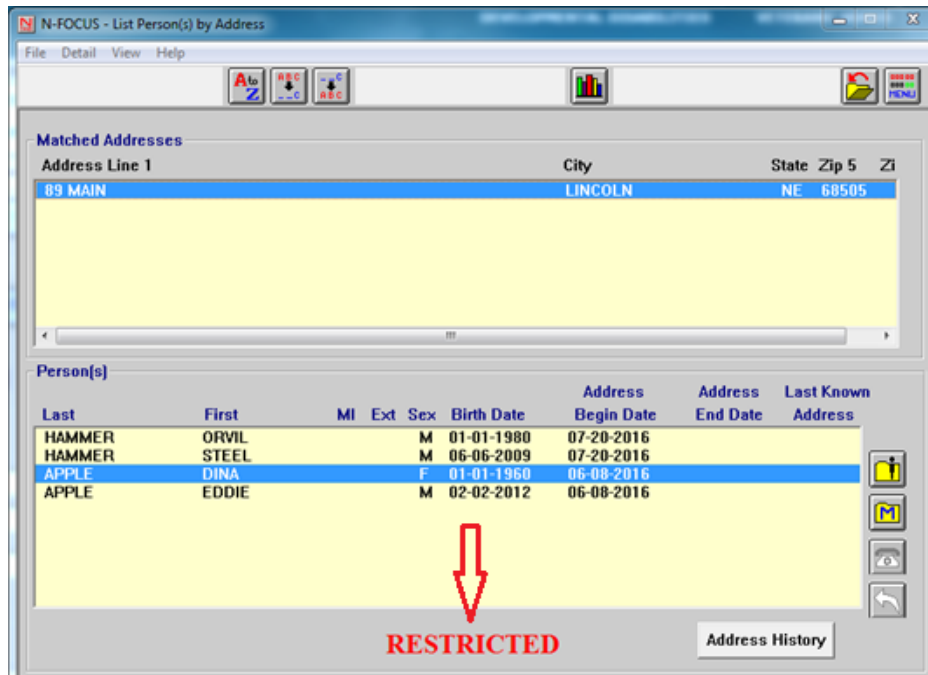 N-FOCUS - List Person(s) by Address
File Detail View Help
A to Z
MENU
Matched Addresses
Address Line 1 City State Zip 5 Zi
89 MAIN LINCOLN NE 68505
Person(s)
Address Address Last Known
Last First MI Ext Sex Birth Date Begin Date End Date Address
HAMMER ORVIL M 01-01-1980 07-20-2016
HAMMER STEEL M 06-06-2009 07-20-2016
APPLE DINA F 01-01-1960 06-08-2016
APPLE EDDIE M 02-02-2012 06-08-2016
M
RESTRICTED
Address History